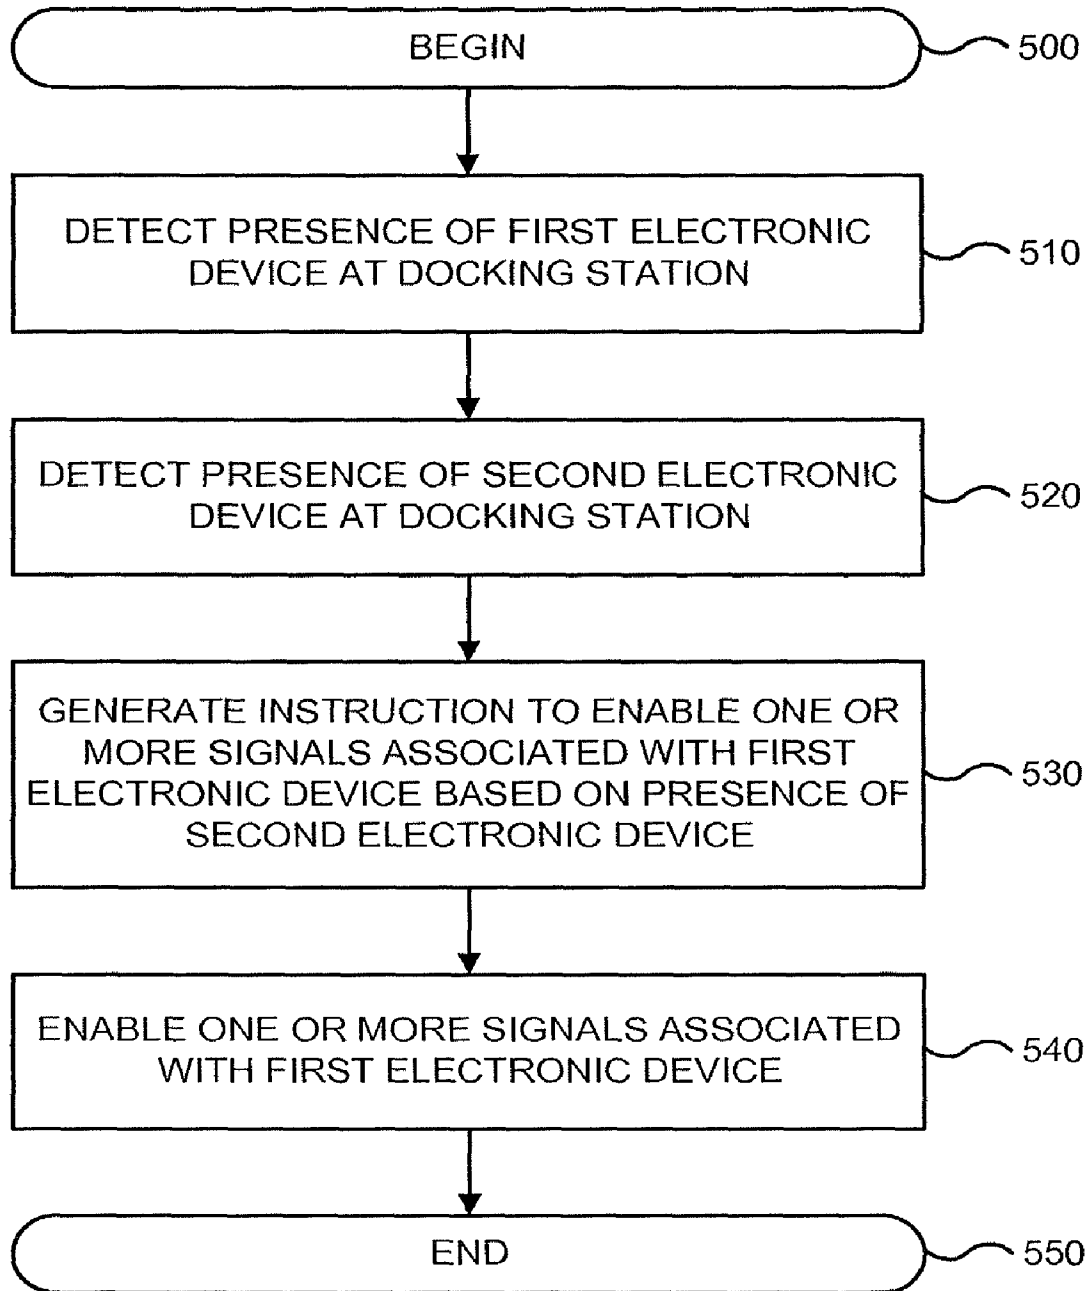 BEGIN
500
DETECT PRESENCE OF FIRST ELECTRONIC
DEVICE AT DOCKING STATION
510
DETECT PRESENCE OF SECOND ELECTRONIC
DEVICE AT DOCKING STATION
520
GENERATE INSTRUCTION TO ENABLE ONE OR
MORE SIGNALS ASSOCIATED WITH FIRST
ELECTRONIC DEVICE BASED ON PRESENCE OF
SECOND ELECTRONIC DEVICE
530
ENABLE ONE OR MORE SIGNALS ASSOCIATED
WITH FIRST ELECTRONIC DEVICE
540
END
550